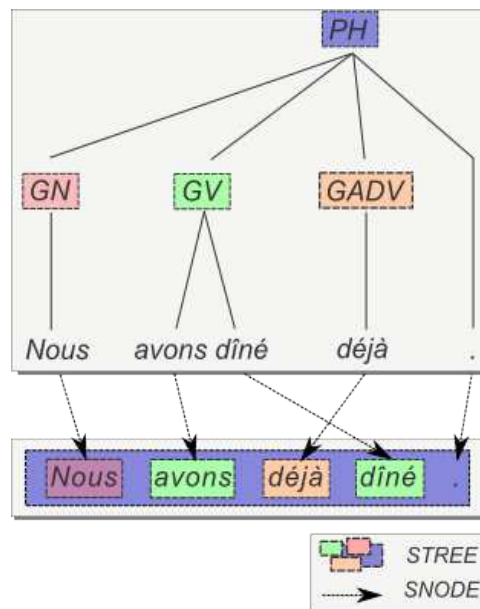 PH
GN GV GADV
Nous avons dîné déjà .
Nous avons déjà dîné .
STREE
SNODE